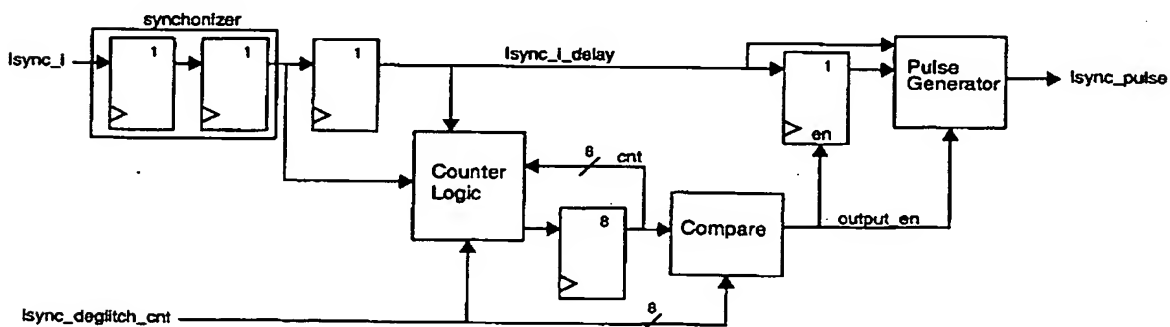 synchonizer
lsync_i
1
1
1
lsync_i_delay
1
en
Pulse
Generator
lsync_pulse
Counter
Logic
8
cnt
8
Compare
output_en
lsync_deglitch_cnt
8